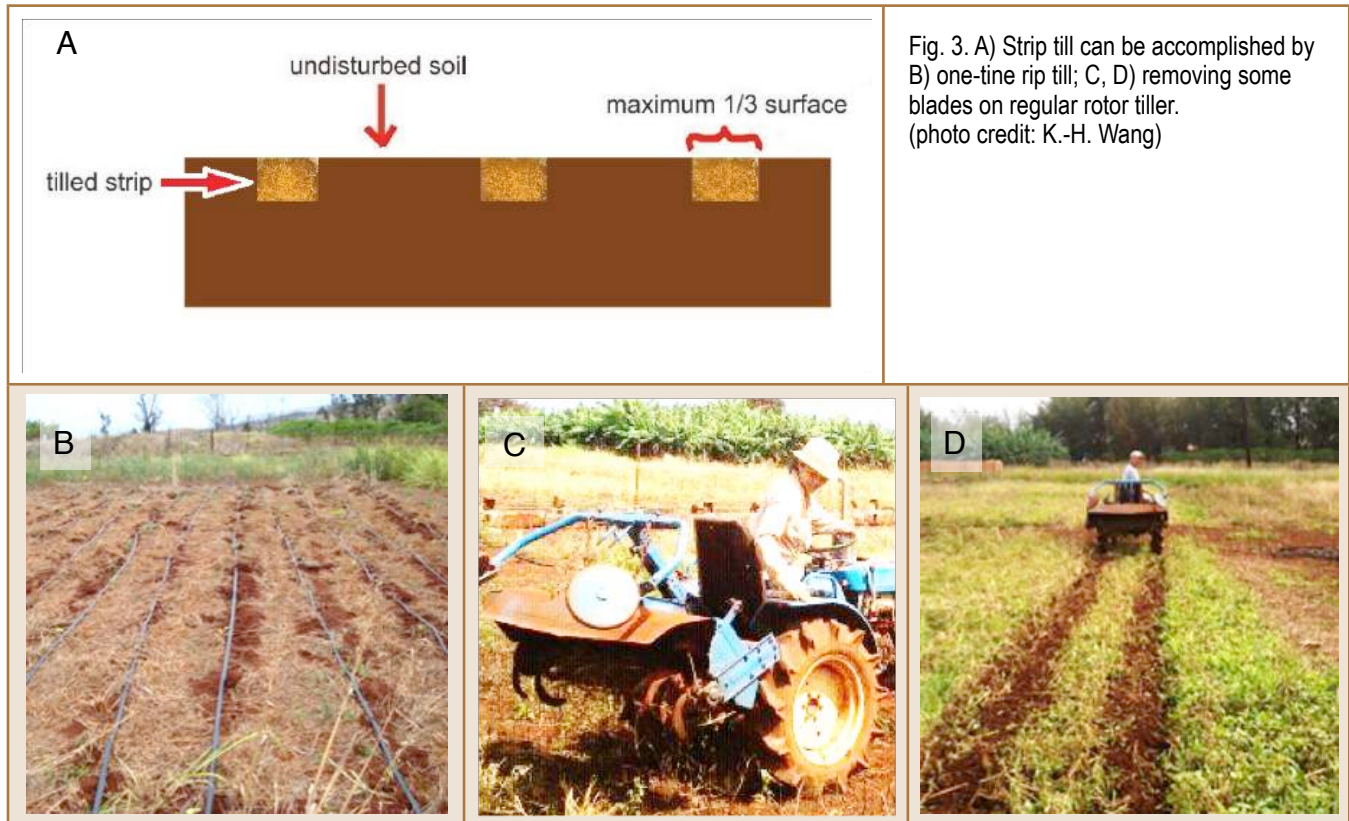 A
undisturbed soil
maximum 1/3 surface
tilled strip
Fig. 3. A) Strip till can be accomplished by
B) one-tine rip till; C, D) removing some
blades on regular rotor tiller.
(photo credit: K.-H. Wang)
B
C
D